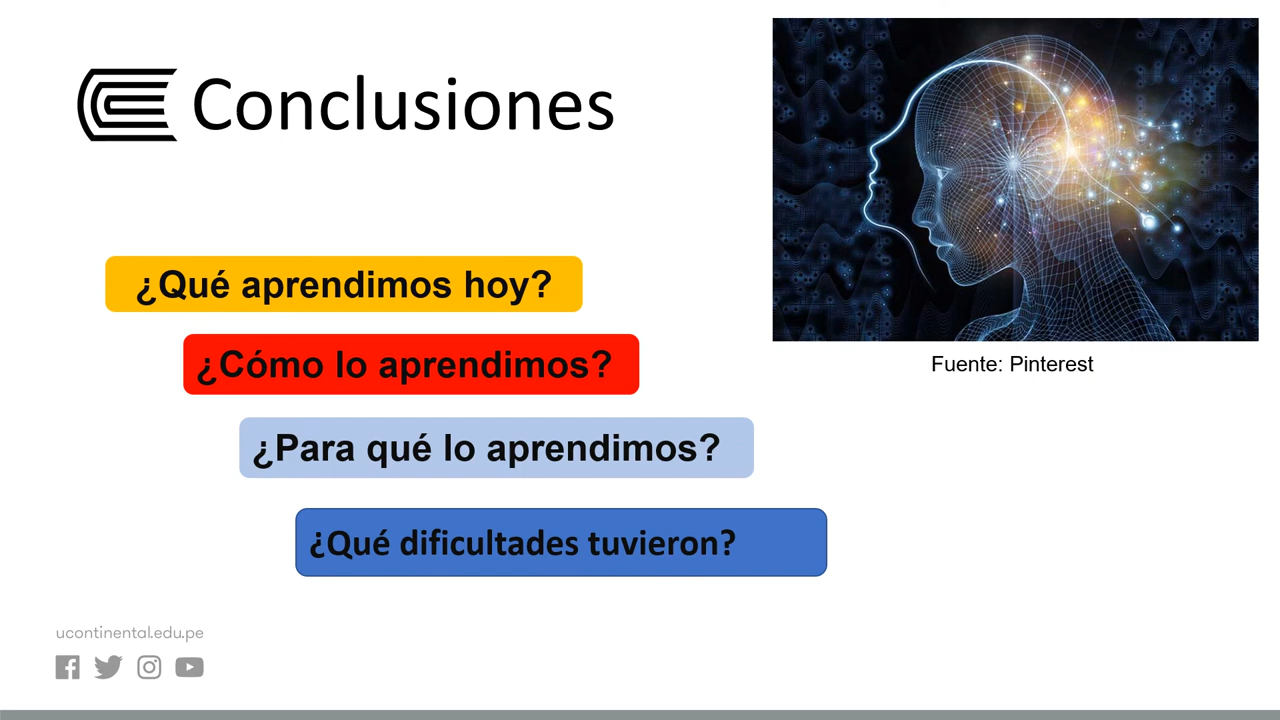 Conclusiones
¿Qué aprendimos hoy?
¿Cómo lo aprendimos?
¿Para qué lo aprendimos?
¿Qué dificultades tuvieron?
Fuente: Pinterest
ucontinental.edu.pe